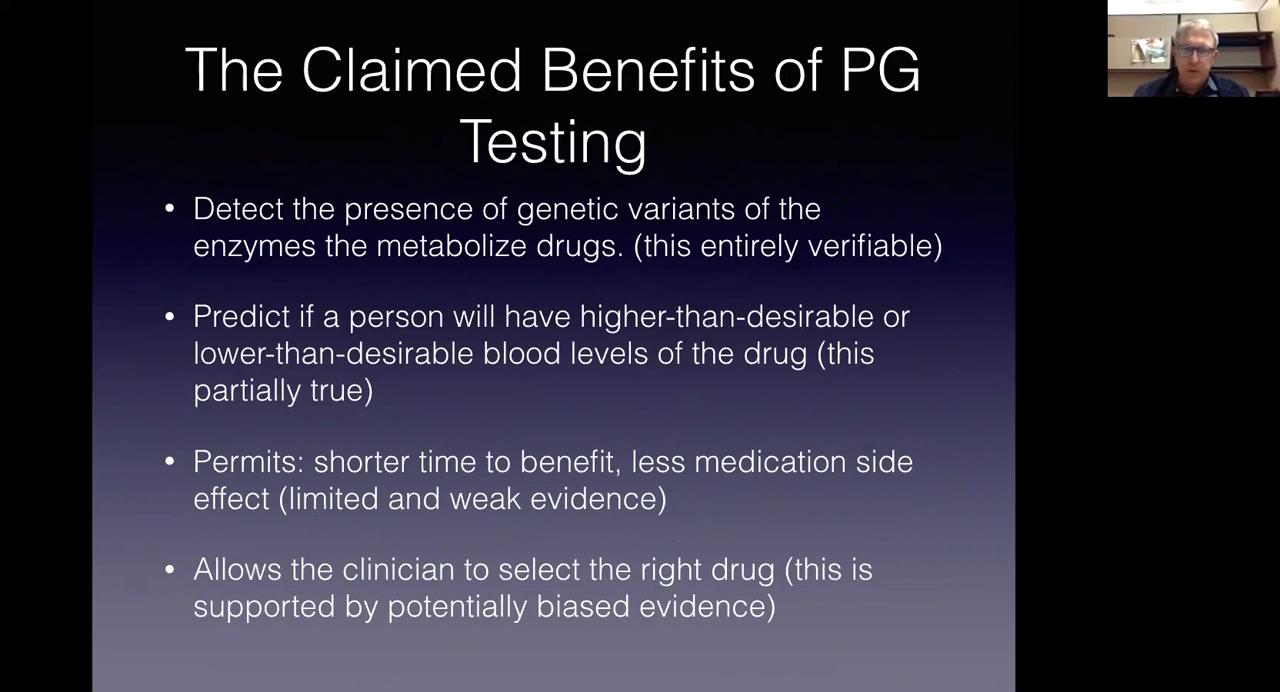 The Claimed Benefits of PG
Testing
• Detect the presence of genetic variants of the
enzymes the metabolize drugs. (this entirely verifiable)
• Predict if a person will have higher-than-desirable or
lower-than-desirable blood levels of the drug (this
partially true)
• Permits: shorter time to benefit, less medication side
effect (limited and weak evidence)
• Allows the clinician to select the right drug (this is
supported by potentially biased evidence)